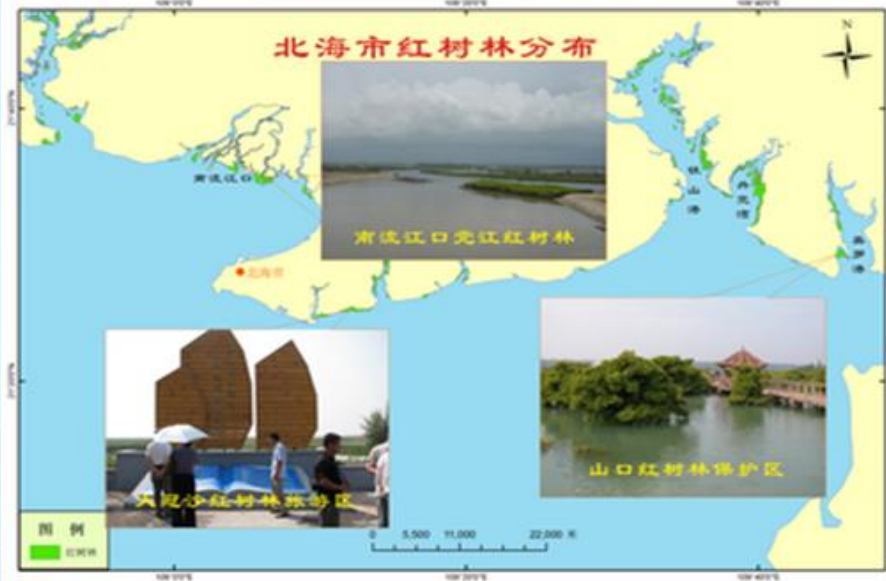 北海市红树林分布
N
南流江口
铁山港
丹兜湾
英罗港
北海市
南流江口党江红树林
大冠沙红树林旅游区
山口红树林保护区
图 例
红树林
0 5,500 11,000 22,000 米